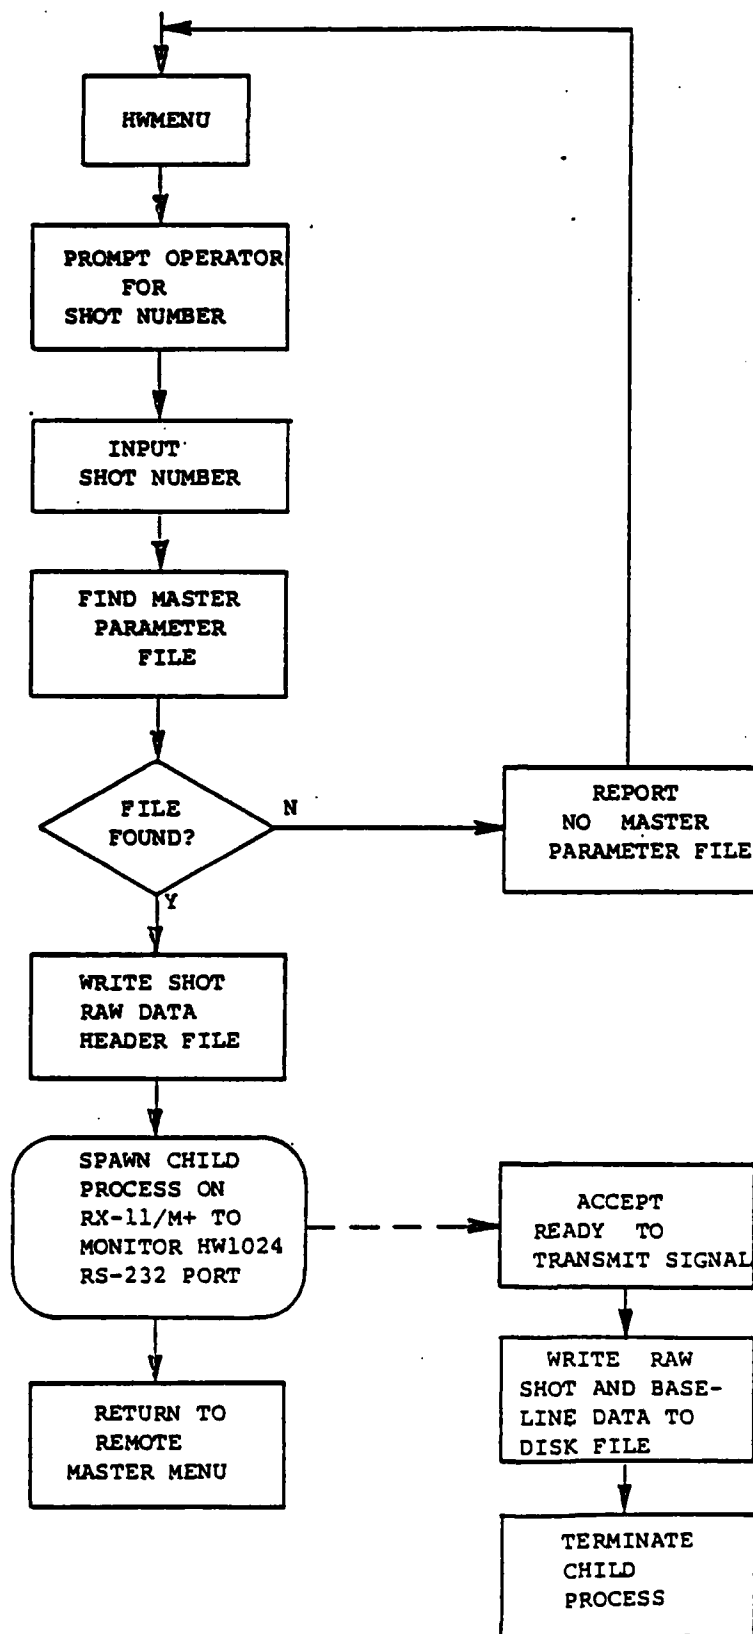 HWMENU
PROMPT OPERATOR
FOR
SHOT NUMBER
INPUT
SHOT NUMBER
FIND MASTER
PARAMETER
FILE
FILE
FOUND?
N
REPORT
NO MASTER
PARAMETER FILE
Y
WRITE SHOT
RAW DATA
HEADER FILE
SPAWN CHILD
PROCESS ON
RX-11/M+ TO
MONITOR HW1024
RS-232 PORT
ACCEPT
READY TO
TRANSMIT SIGNAL
WRITE RAW
SHOT AND BASE-
LINE DATA TO
DISK FILE
RETURN TO
REMOTE
MASTER MENU
TERMINATE
CHILD
PROCESS